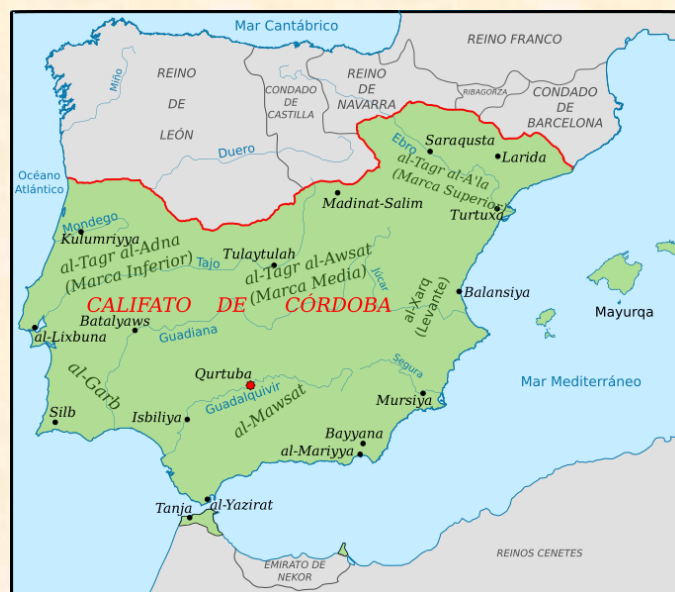 Mar Cantábrico
REINO FRANCO
REINO
DE
LEÓN
Miño
CONDADO
DE
CASTILLA
REINO
DE
NAVARRA
RIBAGORZA
CONDADO
DE
BARCELONA
Duero
Ebro
Saraqusta
Larida
al-Tagr al-A'la
(Marca Superior)
Turtuxa
Océano
Atlántico
Madinat-Salim
Mondego
Kulumriyya
al-Tagr al-Adna
(Marca Inferior)
Tajo
Tulaytulah
al-Tagr al-Awsat
(Marca Media)
Júcar
CALIFATO DE CÓRDOBA
al-Xarq
(Levante)
Balansiya
Mayurqa
al-Lixbuna
Batalyaws
Guadiana
Qurtuba
Guadalquivir
Segura
Mar Mediterráneo
al-Garb
Silb
Isbiliya
al-Mawsat
Mursiya
Bayyana
al-Mariyya
Tanja
al-Yazirat
EMIRATO DE
NEKOR
REINOS CENETES